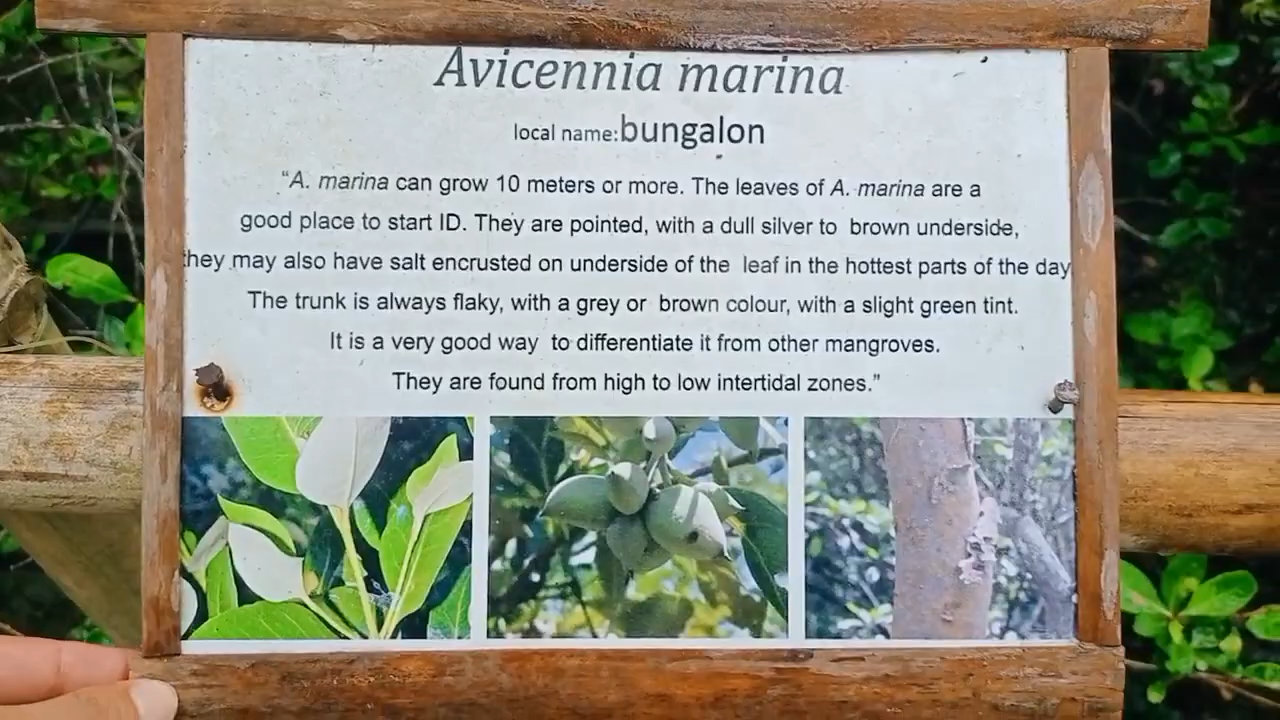 Avicennia marina
local name:bungalon
“A. marina can grow 10 meters or more. The leaves of A. marina are a
good place to start ID. They are pointed, with a dull silver to brown underside,
they may also have salt encrusted on underside of the leaf in the hottest parts of the day
The trunk is always flaky, with a grey or brown colour, with a slight green tint.
It is a very good way to differentiate it from other mangroves.
They are found from high to low intertidal zones.”